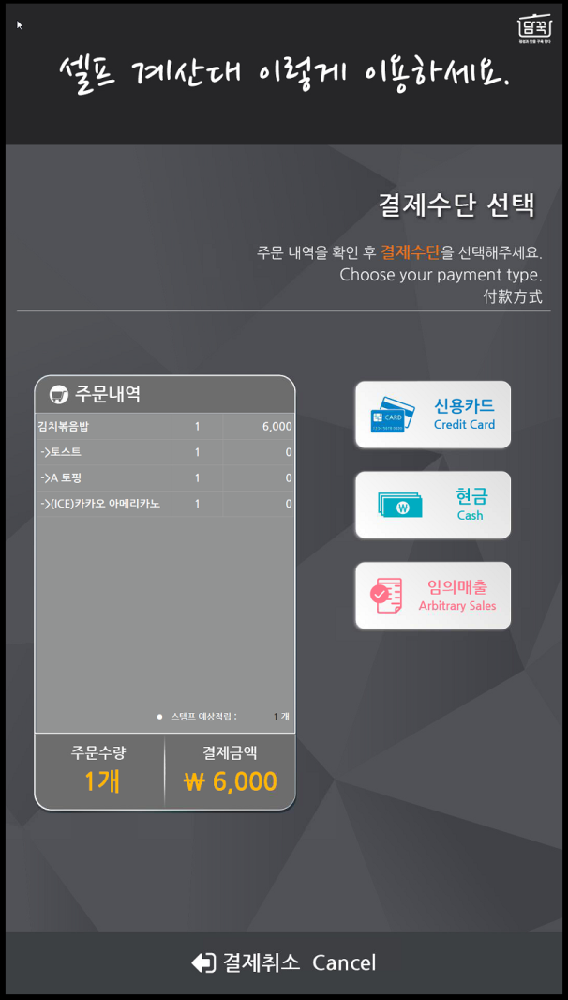 담꾹
셀프 계산대 이렇게 이용하세요.
결제수단 선택
주문 내역을 확인 후 결제수단을 선택해주세요.
Choose your payment type.
付款方式
주문내역
김치볶음밥 1 6,000
->토스트 1 0
->A 토핑 1 0
->(ICE)카카오 아메리카노 1 0
● 스탬프 예상적립 : 1 개
주문수량 결제금액
1개 ₩ 6,000
CARD
신용카드
Credit Card
현금
Cash
임의매출
Arbitrary Sales
결제취소 Cancel